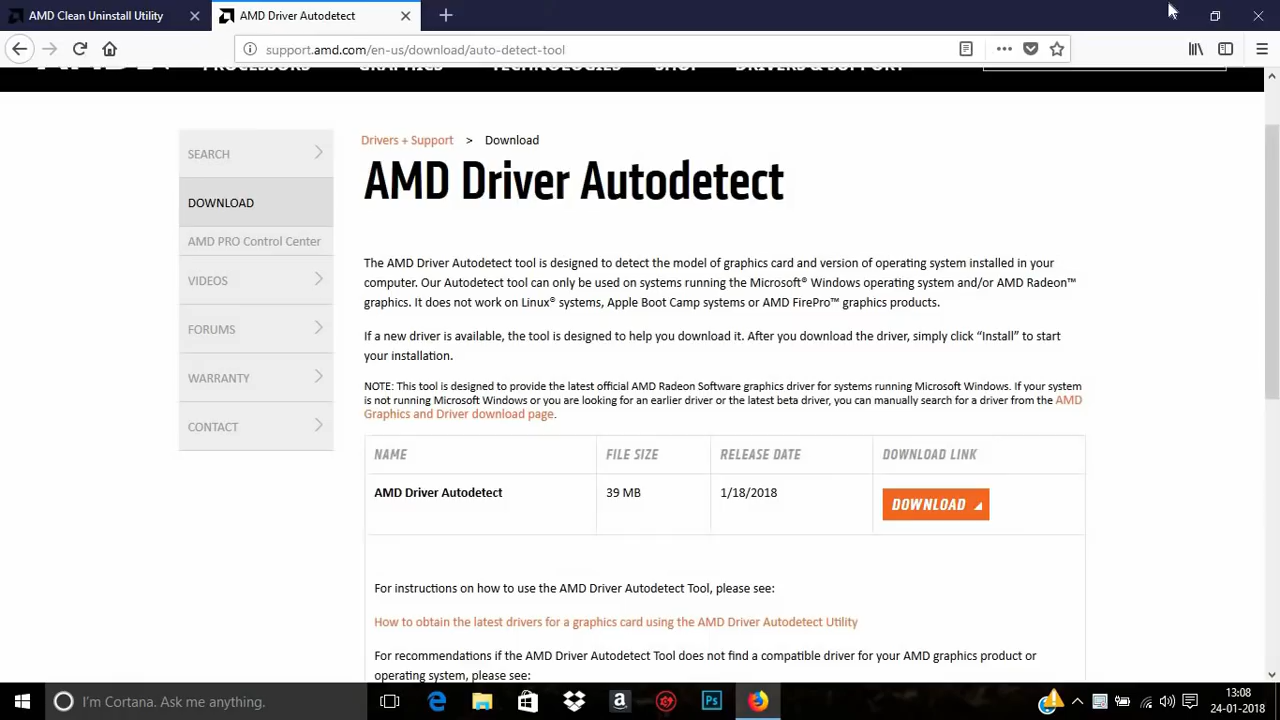 AMD Clean Uninstall Utility
AMD Driver Autodetect
support.amd.com/en-us/download/auto-detect-tool
PROCESSORS GRAPHICS TECHNOLOGIES SHOP DRIVERS & SUPPORT
SEARCH
DOWNLOAD
AMD PRO Control Center
VIDEOS
FORUMS
WARRANTY
CONTACT
Drivers + Support > Download
AMD Driver Autodetect
The AMD Driver Autodetect tool is designed to detect the model of graphics card and version of operating system installed in your
computer. Our Autodetect tool can only be used on systems running the Microsoft® Windows operating system and/or AMD Radeon™
graphics. It does not work on Linux® systems, Apple Boot Camp systems or AMD FirePro™ graphics products.
If a new driver is available, the tool is designed to help you download it. After you download the driver, simply click “Install” to start
your installation.
NOTE: This tool is designed to provide the latest official AMD Radeon Software graphics driver for systems running Microsoft Windows. If your system
is not running Microsoft Windows or you are looking for an earlier driver or the latest beta driver, you can manually search for a driver from the AMD
Graphics and Driver download page.
NAME FILE SIZE RELEASE DATE DOWNLOAD LINK
AMD Driver Autodetect 39 MB 1/18/2018 DOWNLOAD
For instructions on how to use the AMD Driver Autodetect Tool, please see:
How to obtain the latest drivers for a graphics card using the AMD Driver Autodetect Utility
For recommendations if the AMD Driver Autodetect Tool does not find a compatible driver for your AMD graphics product or
operating system, please see:
I'm Cortana. Ask me anything.
Ps
13:08
24-01-2018